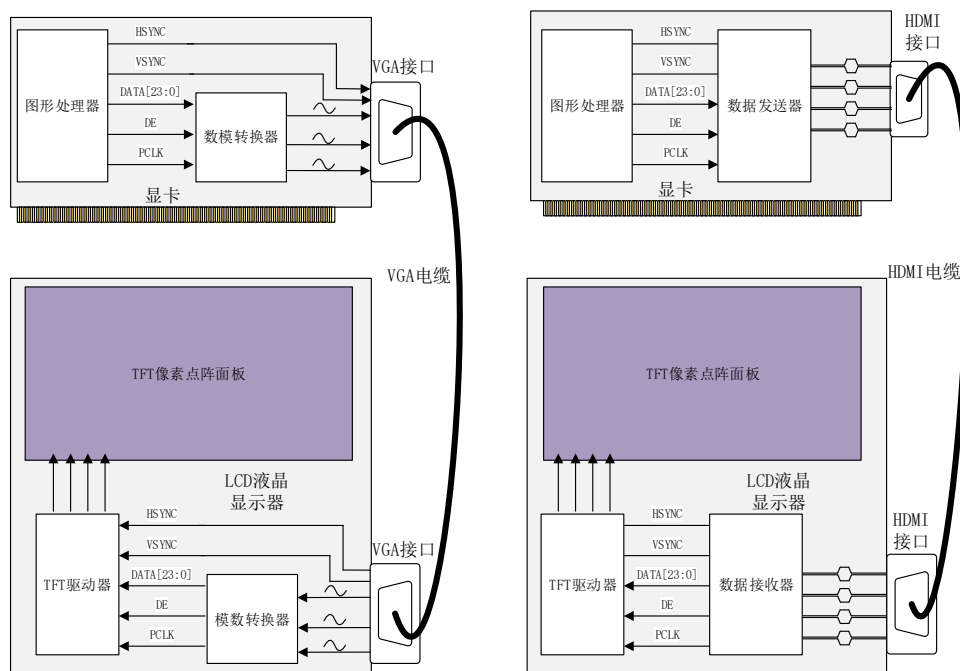 HSYNC
VSYNC
DATA[23:0]
DE
PCLK
图形处理器
数模转换器
显卡
VGA接口
VGA电缆
TFT像素点阵面板
LCD液晶
显示器
HSYNC
VSYNC
DATA[23:0]
DE
PCLK
TFT驱动器
模数转换器
VGA接口
HSYNC
VSYNC
DATA[23:0]
DE
PCLK
图形处理器
数据发送器
显卡
HDMI
接口
HDMI电缆
TFT像素点阵面板
LCD液晶
显示器
HSYNC
VSYNC
DATA[23:0]
DE
PCLK
TFT驱动器
数据接收器
HDMI
接口